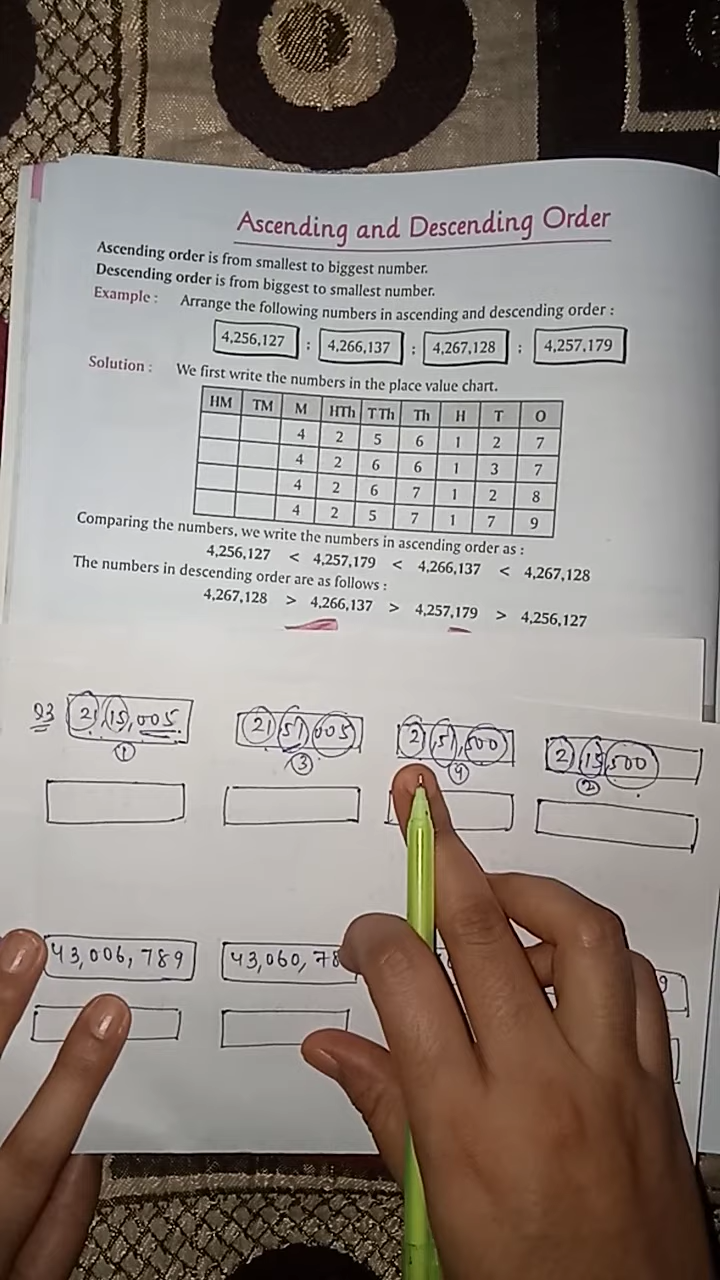 Ascending and Descending Order
Ascending order is from smallest to biggest number.
Descending order is from biggest to smallest number.
Example : Arrange the following numbers in ascending and descending order :
4,256,127 : 4,266,137 : 4,267,128 : 4,257,179
Solution : We first write the numbers in the place value chart.
HM TM M HTh T Th Th H T O
4 2 5 6 1 2 7
4 2 6 6 1 3 7
4 2 6 7 1 2 8
4 2 5 7 1 7 9
Comparing the numbers, we write the numbers in ascending order as :
4,256,127 < 4,257,179 < 4,266,137 < 4,267,128
The numbers in descending order are as follows :
4,267,128 > 4,266,137 > 4,257,179 > 4,256,127
21,15,005 21,51,005 21,51,500 21,15,500
1 3 4 2
43,006,789 43,060,78
9